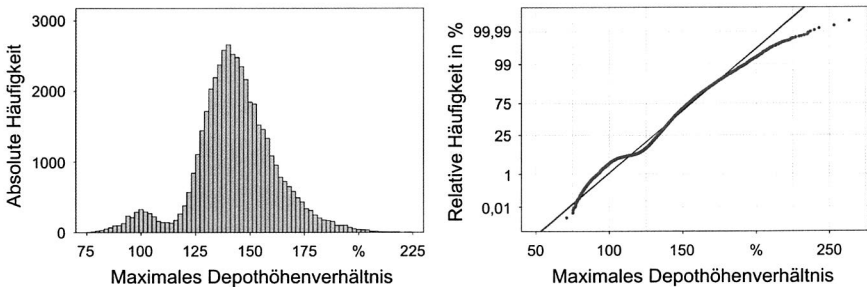 Absolute Häufigkeit
3000
2000
1000
0
75 100 125 150 175 % 225
Maximales Depothöhenverhältnis
Relative Häufigkeit in %
99,99
99
75
25
1
0,01
50 100 150 % 250
Maximales Depothöhenverhältnis